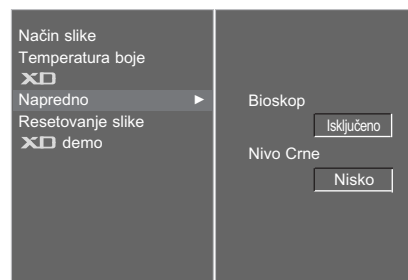 Način slike
Temperatura boje
XD
Napredno ►
Resetovanje slike
XD demo
Bioskop
Isključeno
Nivo Crne
Nisko